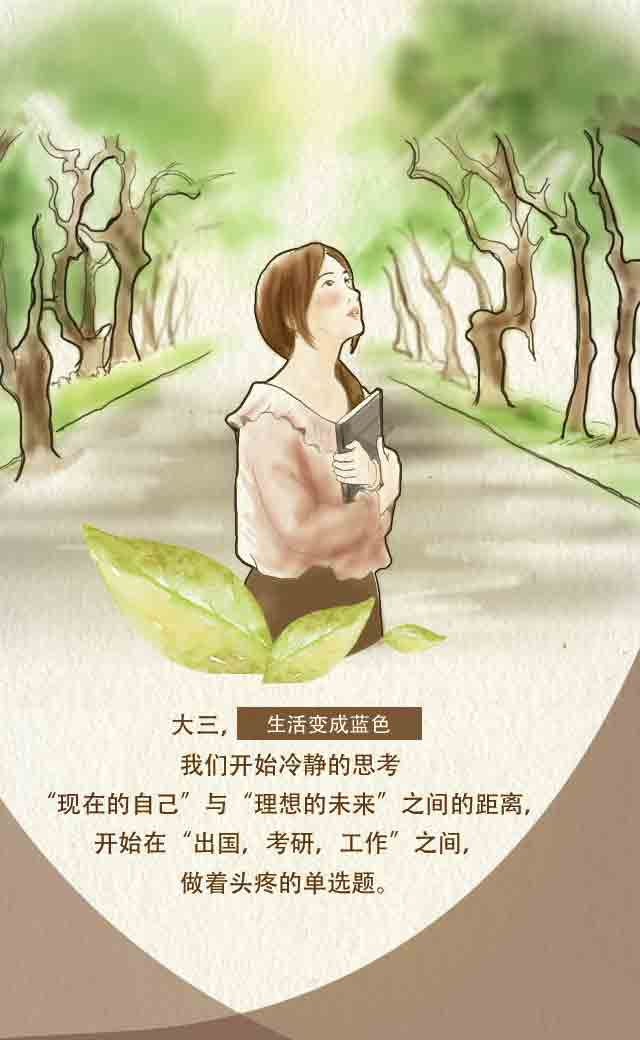 大三，生活变成蓝色
我们开始冷静的思考
“现在的自己”与“理想的未来”之间的距离，
开始在“出国，考研，工作”之间，
做着头疼的单选题。